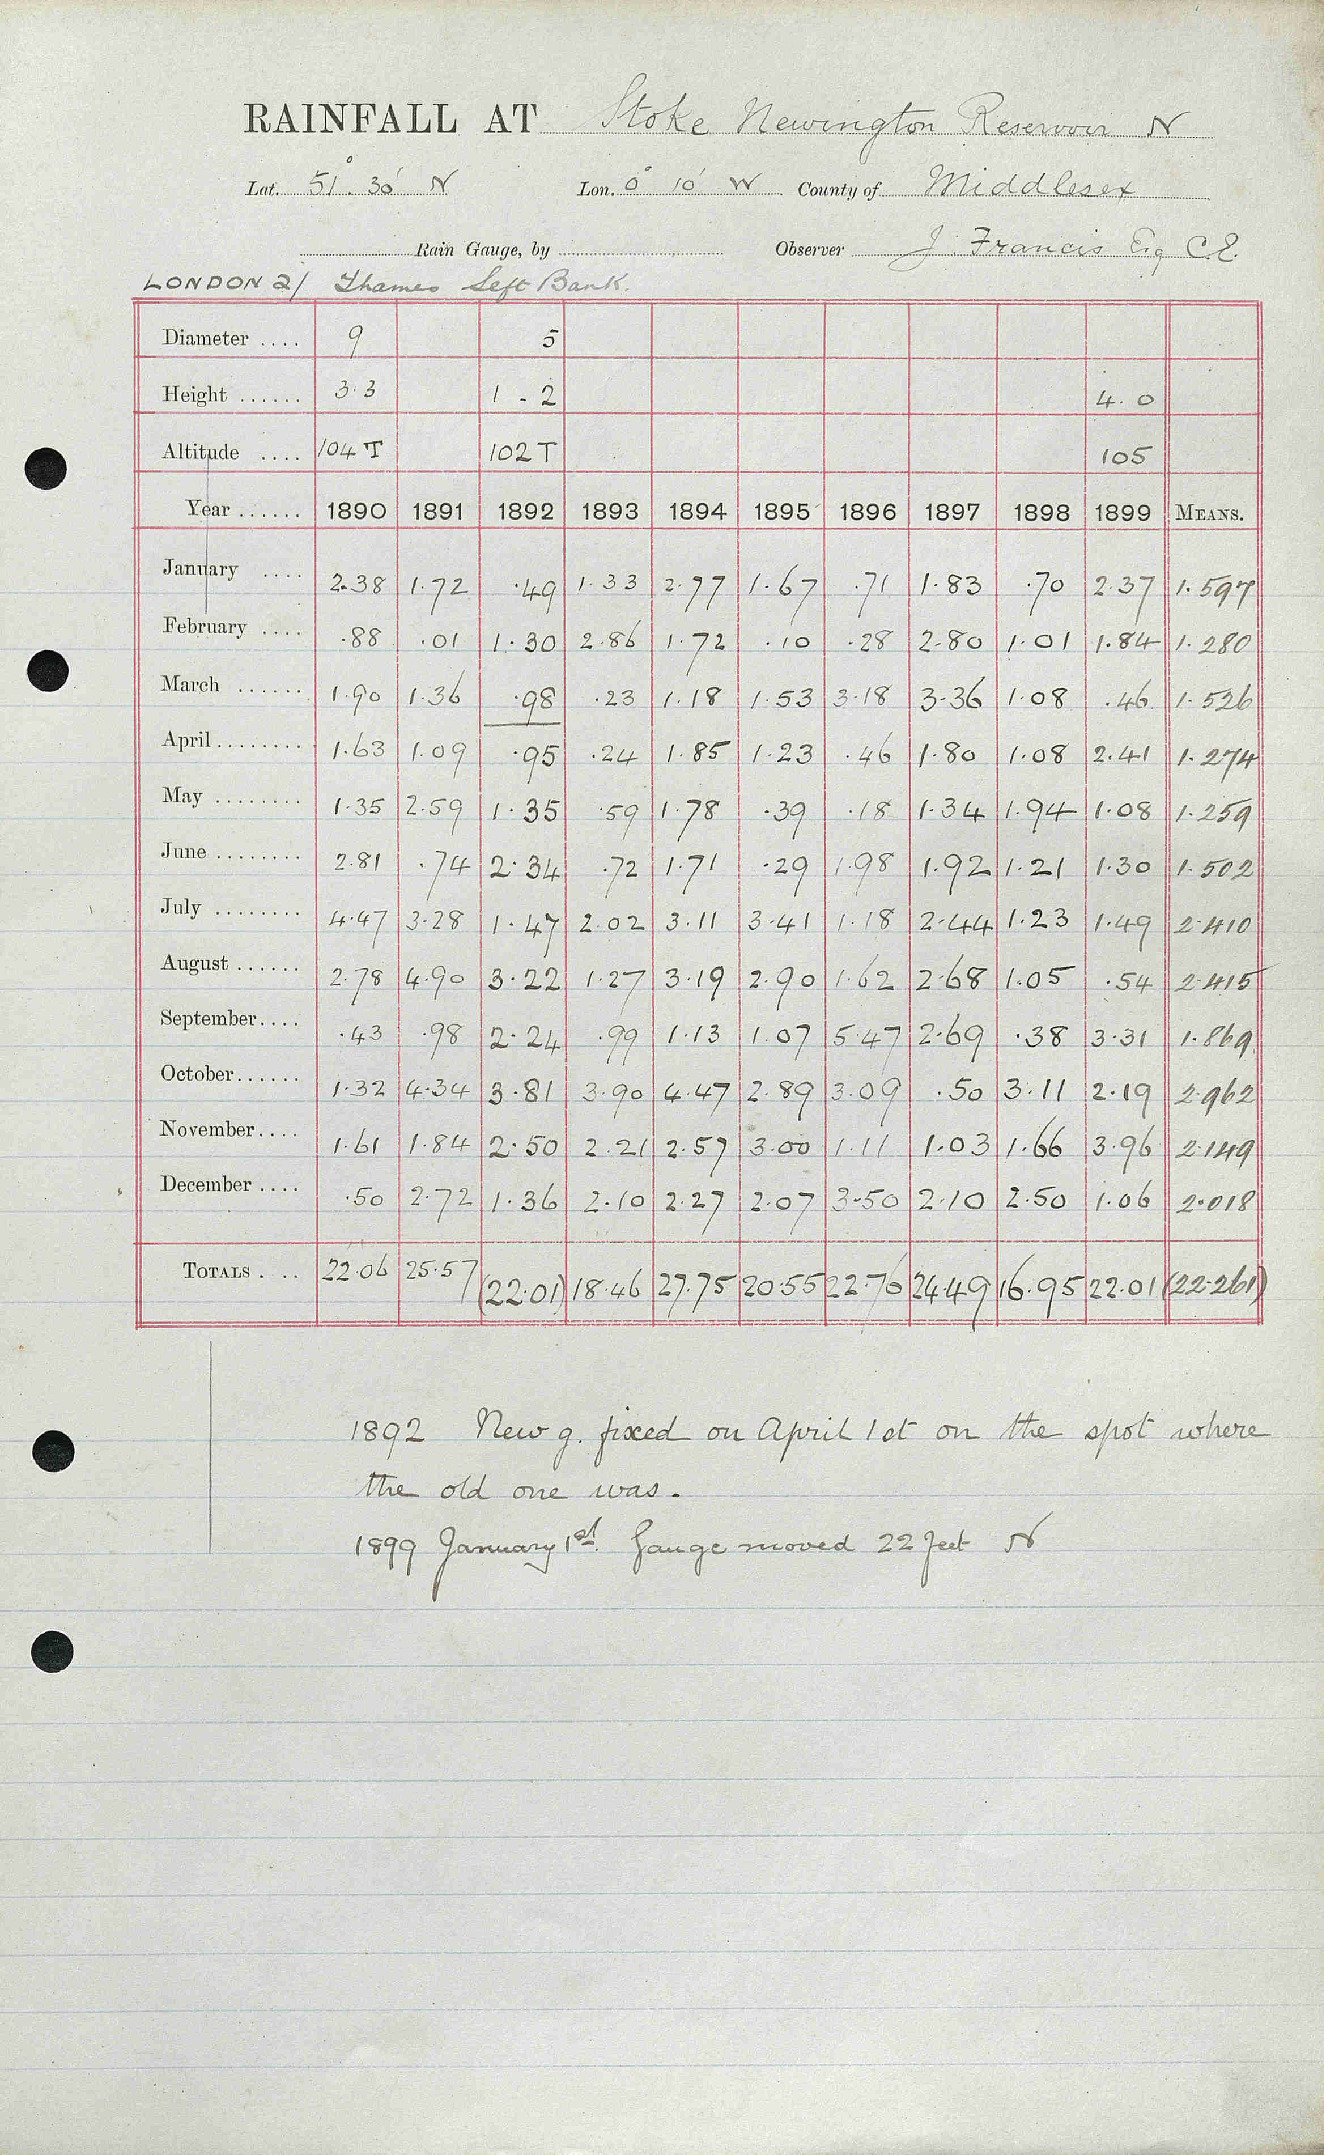 RAINFALL AT Stoke Newington Reservoir N
Lat. 51° 30' N Lon. 0° 10' W County of Middlesex
Rain Gauge, by Observer J. Francis Esq C.E.
LONDON 21 Thames Left Bank.
Diameter .... 9 5
Height ...... 3.3 1 - 2 4.0
Altitude .... 104 T 102 T 105
Year ...... 1890 1891 1892 1893 1894 1895 1896 1897 1898 1899 MEANS.
January .... 2.38 1.72 .49 1.33 2.77 1.67 .71 1.83 .70 2.37 1.597
February .... .88 .01 1.30 2.86 1.72 .10 .28 2.80 1.01 1.84 1.280
March ...... 1.90 1.36 .98 .23 1.18 1.53 3.18 3.36 1.08 .46 1.526
April......... 1.63 1.09 .95 .24 1.85 1.23 .46 1.80 1.08 2.41 1.274
May ........ 1.35 2.59 1.35 .59 1.78 .39 .18 1.34 1.94 1.08 1.259
June ........ 2.81 .74 2.34 .72 1.71 .29 1.98 1.92 1.21 1.30 1.502
July ........ 4.47 3.28 1.47 2.02 3.11 3.41 1.18 2.44 1.23 1.49 2.410
August ...... 2.78 4.90 3.22 1.27 3.19 2.90 1.62 2.68 1.05 .54 2.415
September.... .43 .98 2.24 .99 1.13 1.07 5.47 2.69 .38 3.31 1.869
October...... 1.32 4.34 3.81 3.90 4.47 2.89 3.09 .50 3.11 2.19 2.962
November.... 1.61 1.84 2.50 2.21 2.57 3.00 1.11 1.03 1.66 3.96 2.149
December .... .50 2.72 1.36 2.10 2.27 2.07 3.50 2.10 2.50 1.06 2.018
TOTALS .... 22.06 25.57 (22.01) 18.46 27.75 20.55 22.76 24.49 16.95 22.01 (22.261)
1892 New g. fixed on April 1st on the spot where
the old one was.
1899 January 1st. Gauge moved 22 feet N